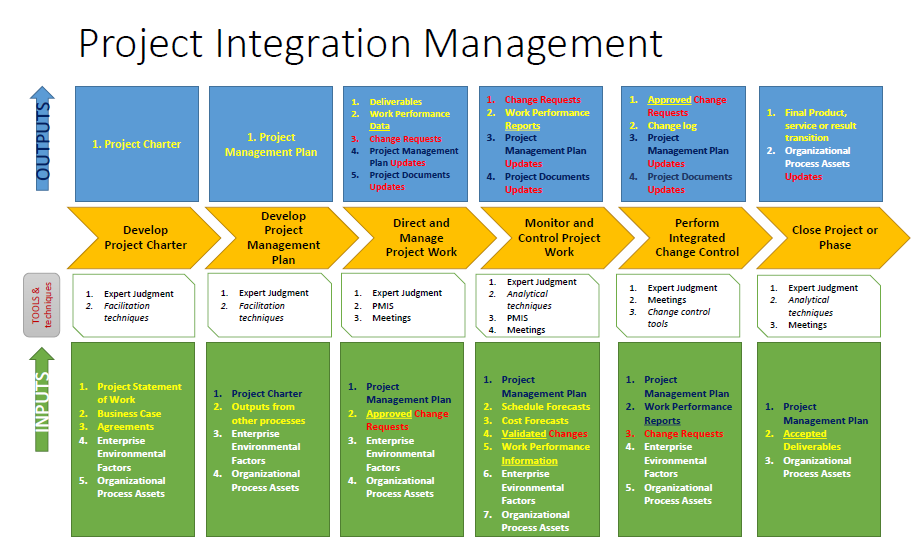 Project Integration Management
OUTPUTS
1. Project Charter
1. Project
Management Plan
1. Deliverables
2. Work Performance
Data
3. Change Requests
4. Project Management
Plan Updates
5. Project Documents
Updates
1. Change Requests
2. Work Performance
Reports
3. Project
Management Plan
Updates
4. Project Documents
Updates
1. Approved Change
Requests
2. Change log
3. Project
Management Plan
Updates
4. Project Documents
Updates
1. Final Product,
service or result
transition
2. Organizational
Process Assets
Updates
Develop
Project Charter
Develop
Project
Management
Plan
Direct and
Manage
Project Work
Monitor and
Control Project
Work
Perform
Integrated
Change Control
Close Project or
Phase
TOOLS &
techniques
1. Expert Judgment
2. Facilitation
techniques
1. Expert Judgment
2. Facilitation
techniques
1. Expert Judgment
2. PMIS
3. Meetings
1. Expert Judgment
2. Analytical
techniques
3. PMIS
4. Meetings
1. Expert Judgment
2. Meetings
3. Change control
tools
1. Expert Judgment
2. Analytical
techniques
3. Meetings
INPUTS
1. Project Statement
of Work
2. Business Case
3. Agreements
4. Enterprise
Environmental
Factors
5. Organizational
Process Assets
1. Project Charter
2. Outputs from
other processes
3. Enterprise
Environmental
Factors
4. Organizational
Process Assets
1. Project
Management Plan
2. Approved Change
Requests
3. Enterprise
Environmental
Factors
4. Organizational
Process Assets
1. Project
Management Plan
2. Schedule Forecasts
3. Cost Forecasts
4. Validated Changes
5. Work Performance
Information
6. Enterprise
Evironmental
Factors
7. Organizational
Process Assets
1. Project
Management Plan
2. Work Performance
Reports
3. Change Requests
4. Enterprise
Evironmental
Factors
5. Organizational
Process Assets
1. Project
Management Plan
2. Accepted
Deliverables
3. Organizational
Process Assets